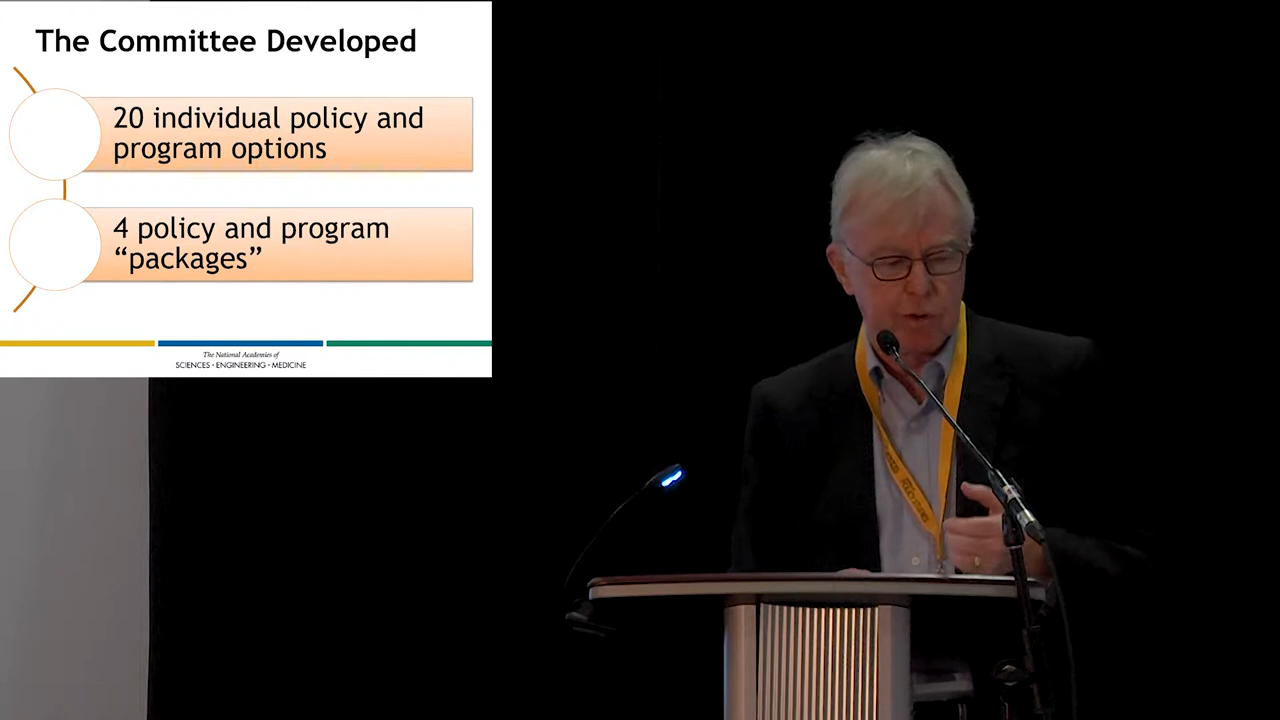 The Committee Developed
20 individual policy and
program options
4 policy and program
“packages”
The National Academies of
SCIENCES • ENGINEERING • MEDICINE